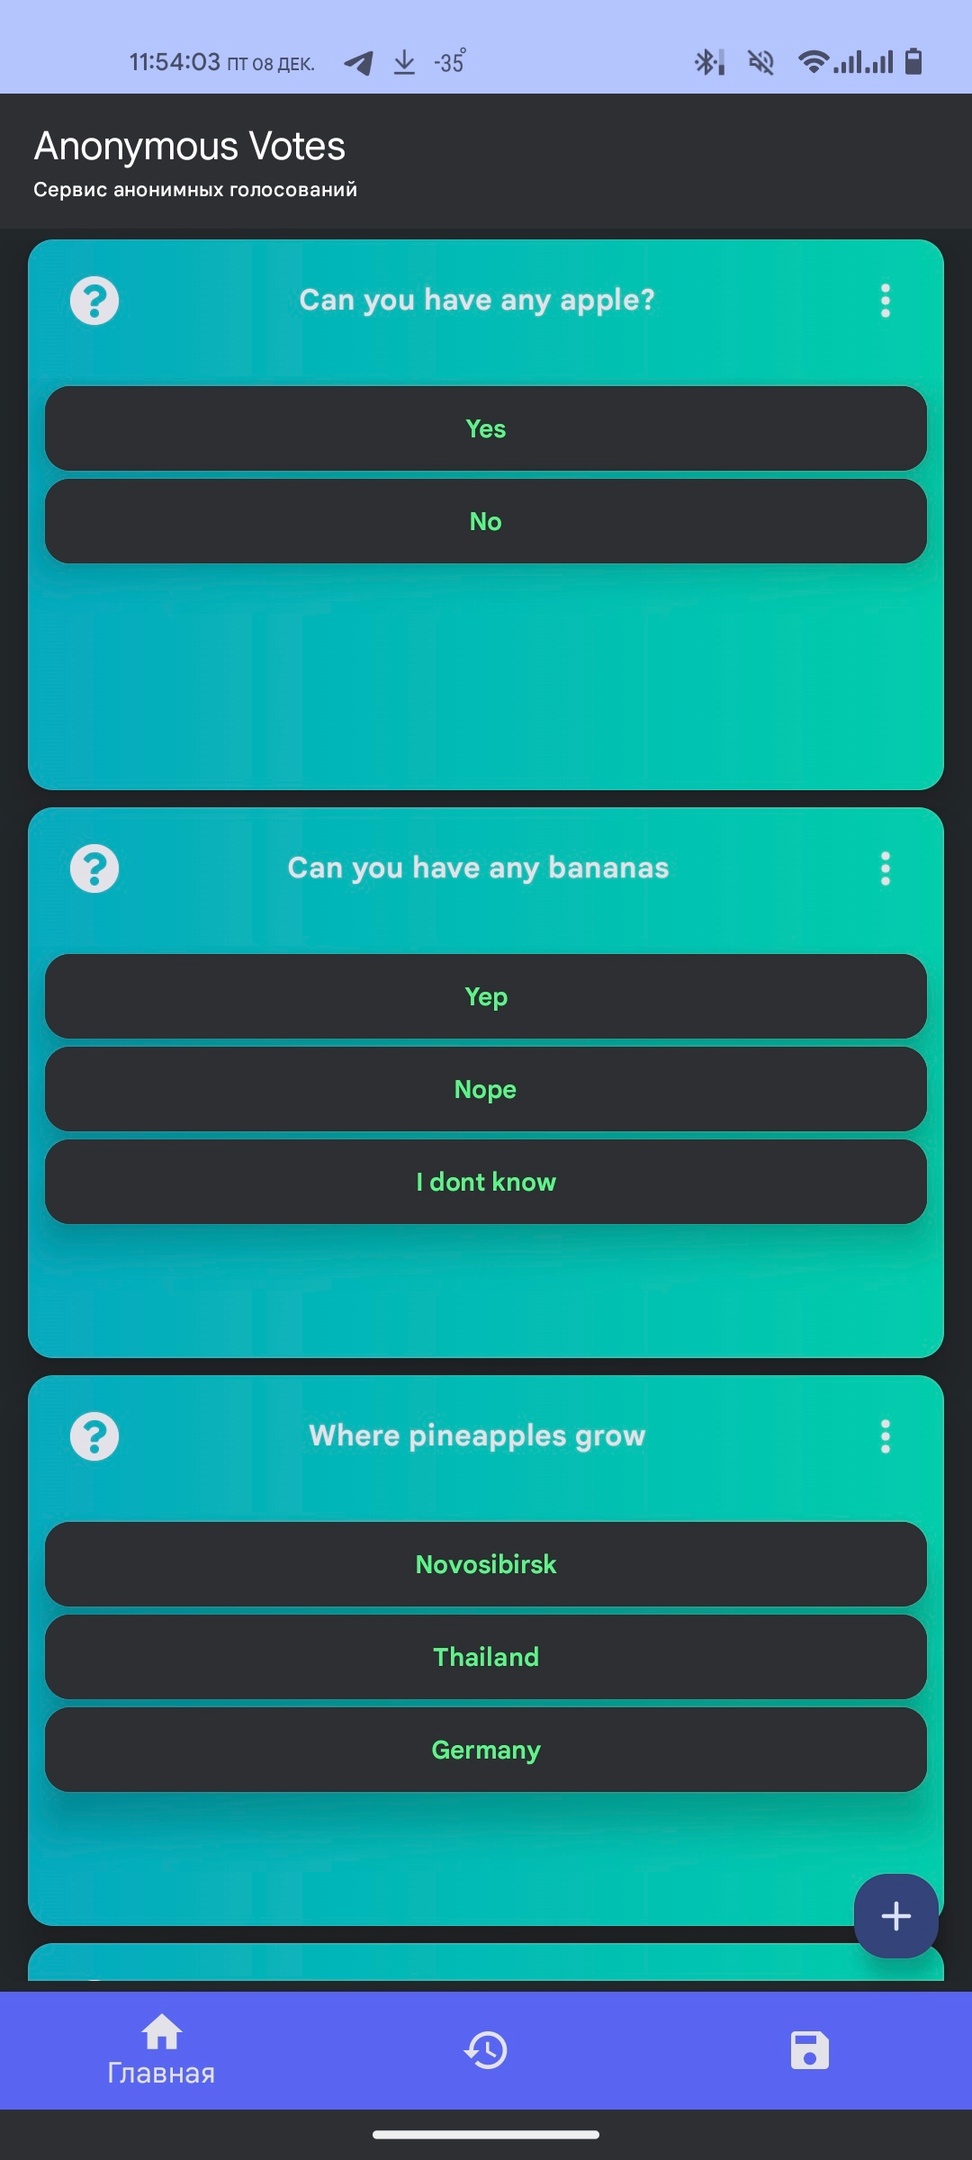 11:54:03 ПТ 08 ДЕК. -35°
Anonymous Votes
Сервис анонимных голосований
Can you have any apple?
Yes
No
Can you have any bananas
Yep
Nope
I dont know
Where pineapples grow
Novosibirsk
Thailand
Germany
Главная